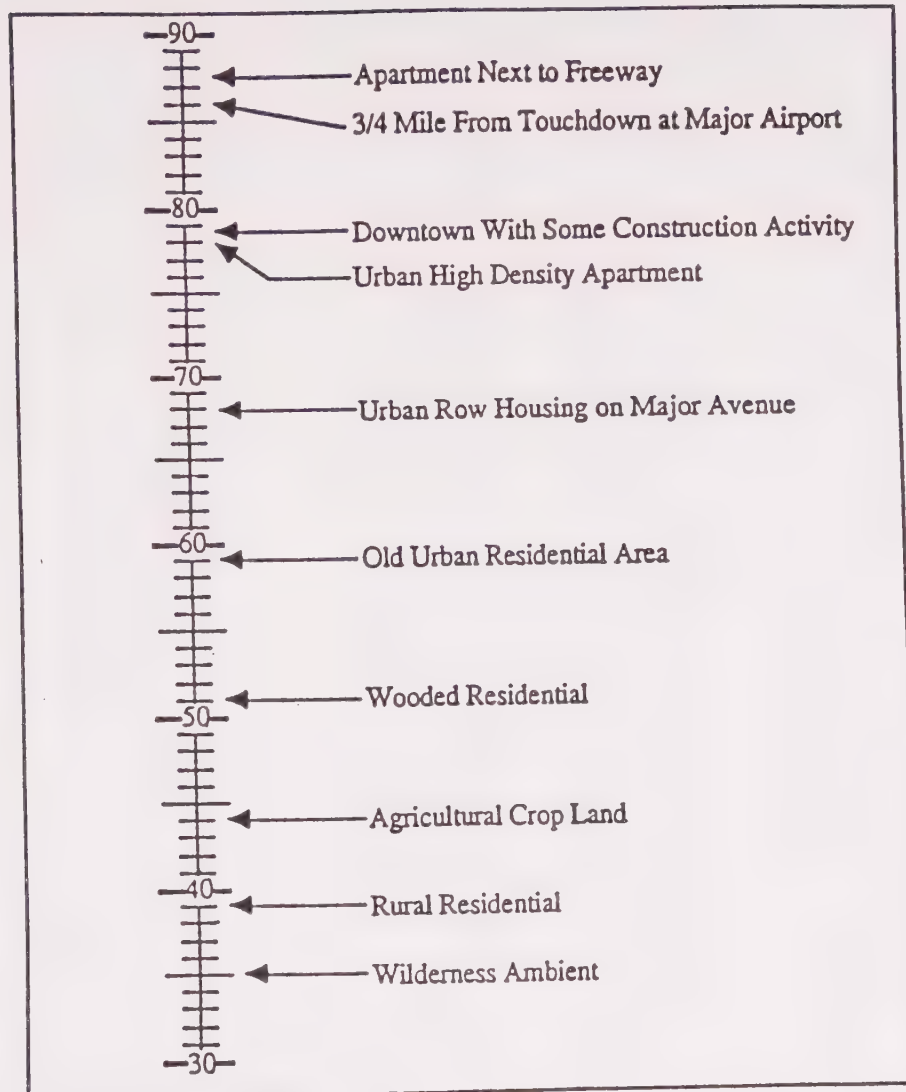 90
Apartment Next to Freeway
3/4 Mile From Touchdown at Major Airport
80
Downtown With Some Construction Activity
Urban High Density Apartment
70
Urban Row Housing on Major Avenue
60
Old Urban Residential Area
Wooded Residential
50
Agricultural Crop Land
40
Rural Residential
Wilderness Ambient
30